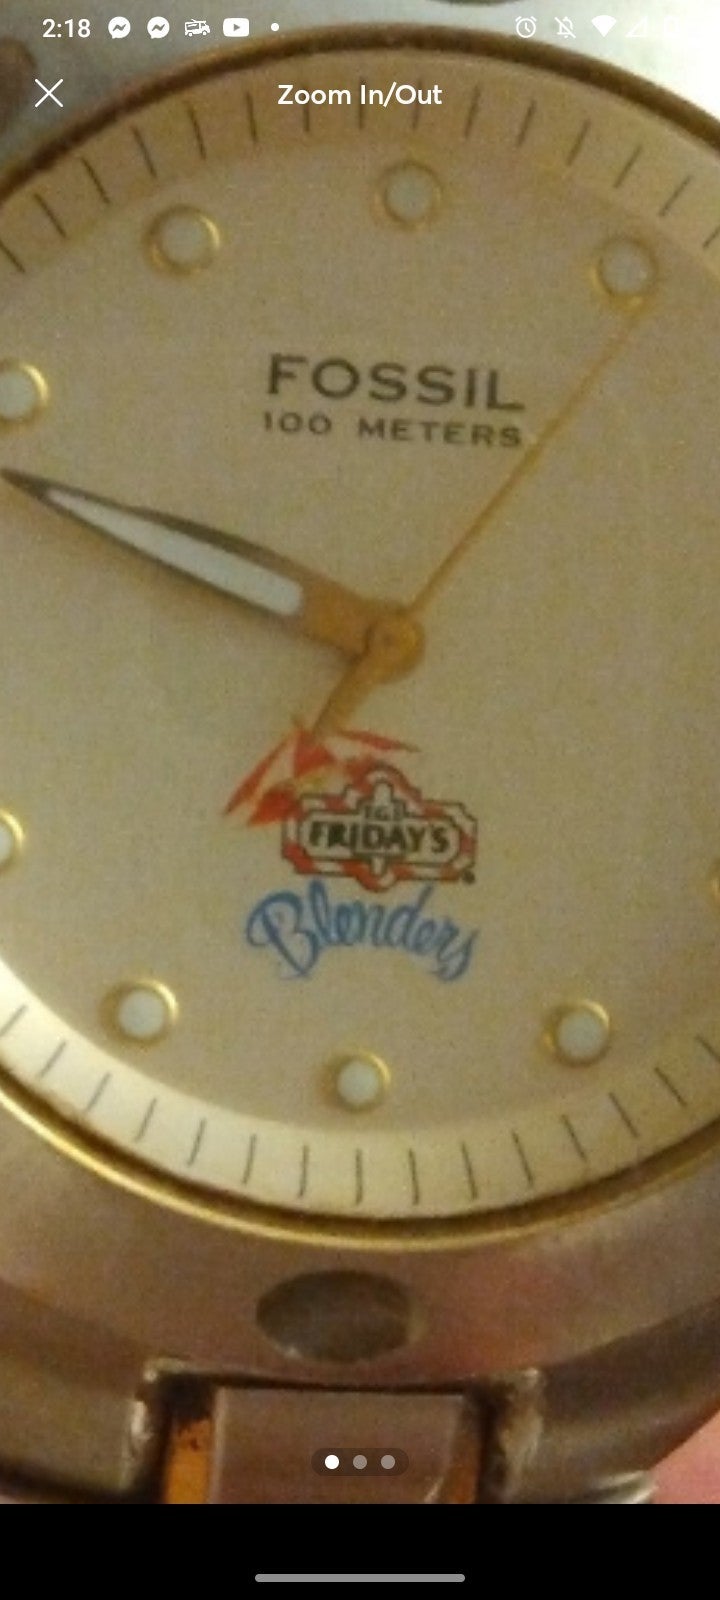 2:18
Zoom In/Out
FOSSIL
100 METERS
T.G.I.
FRIDAY'S
Blenders